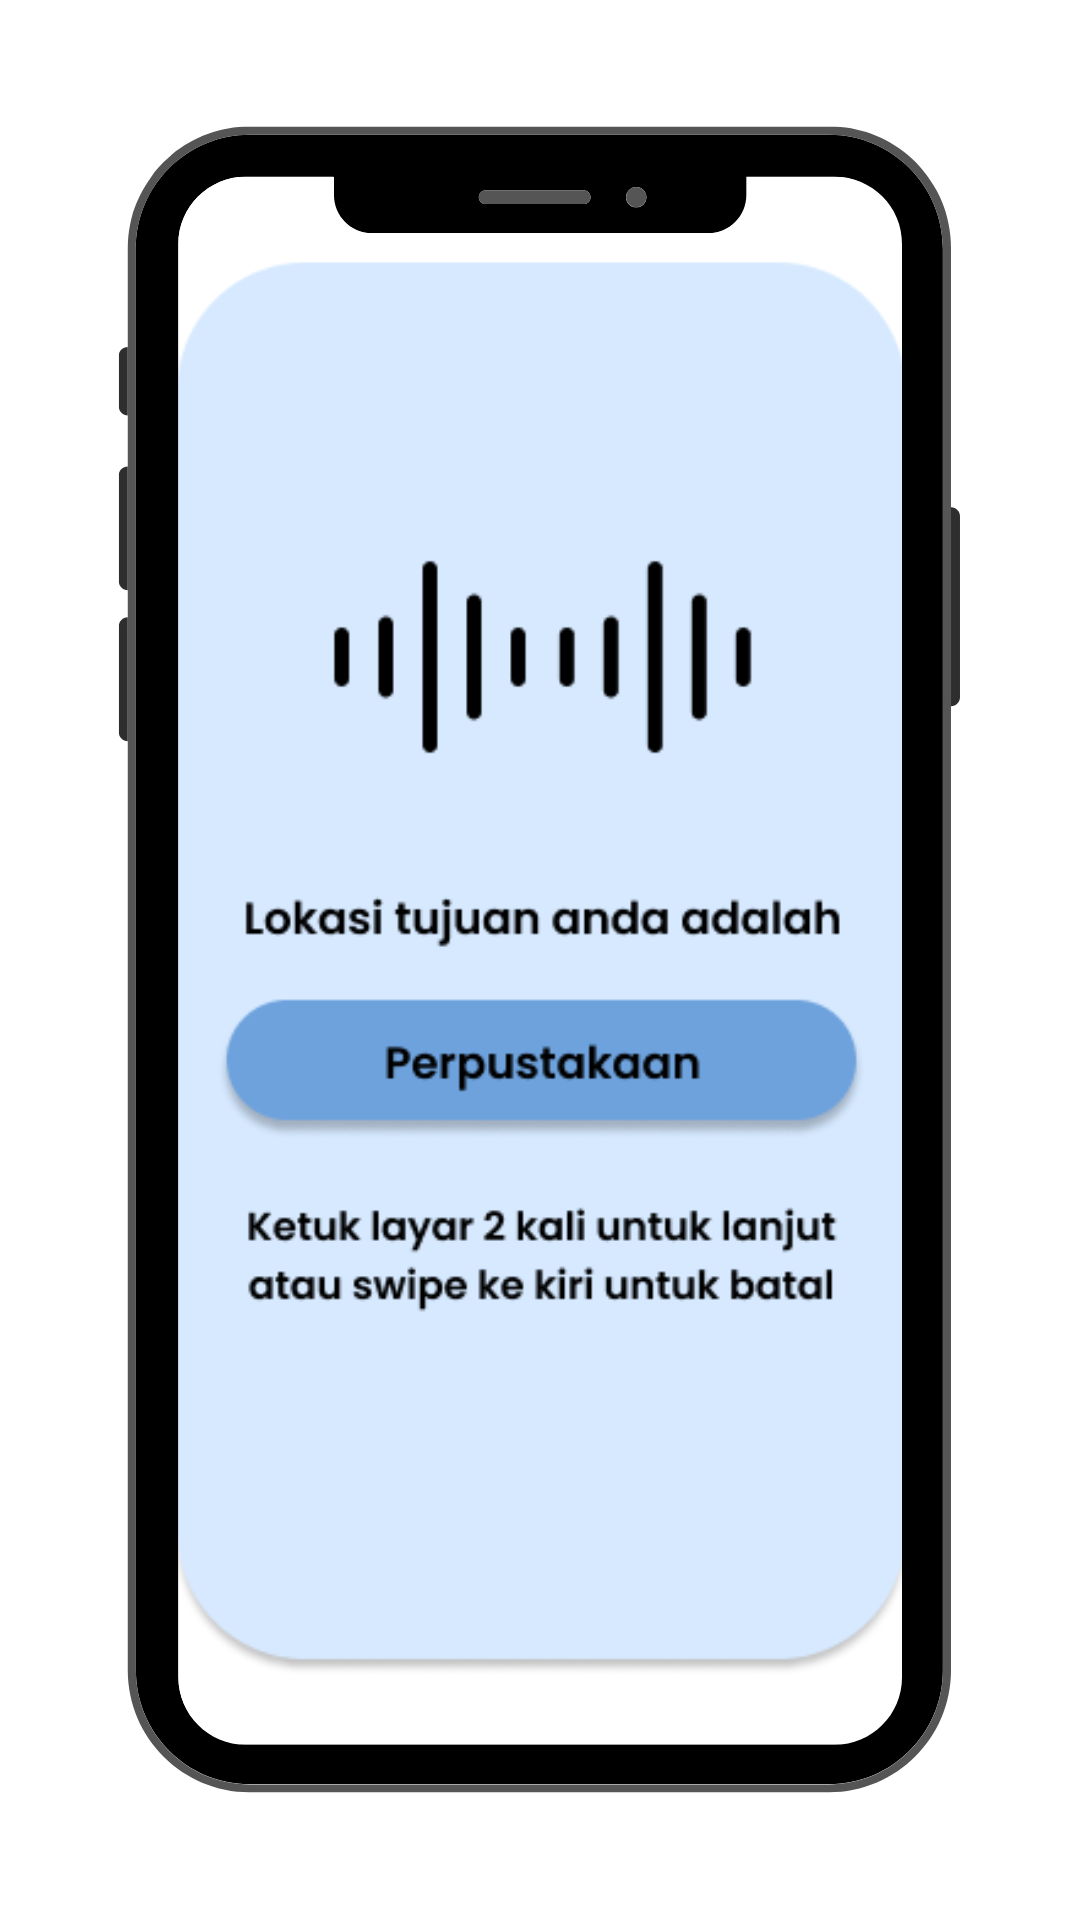 Lokasi tujuan anda adalah
Perpustakaan
Ketuk layar 2 kali untuk lanjut
atau swipe ke kiri untuk batal